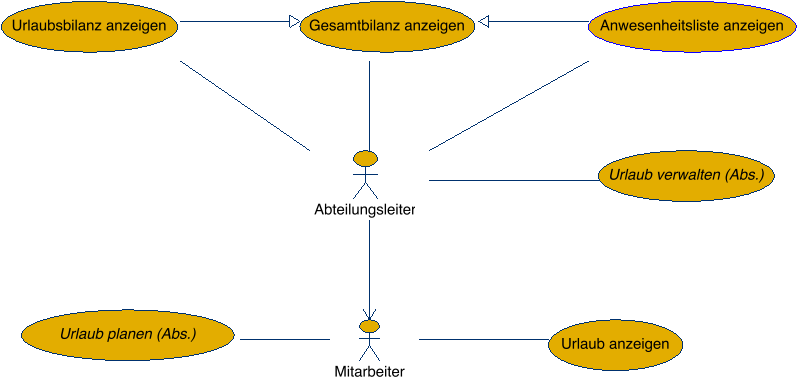 Urlaubsbilanz anzeigen
Gesamtbilanz anzeigen
Anwesenheitsliste anzeigen
Urlaub verwalten (Abs.)
Abteilungsleiter
Urlaub planen (Abs.)
Urlaub anzeigen
Mitarbeiter